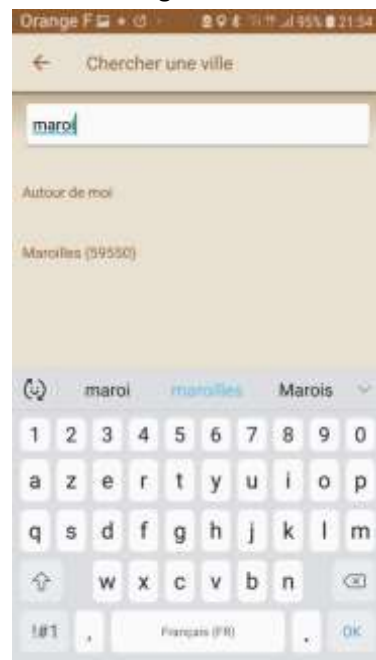 Orange F 95% 21:54
Chercher une ville
maroi
Autour de moi
Maroilles (59550)
maroi maroilles Marois
1 2 3 4 5 6 7 8 9 0
a z e r t y u i o p
q s d f g h j k l m
w x c v b n
!#1 , Français (FR) . OK